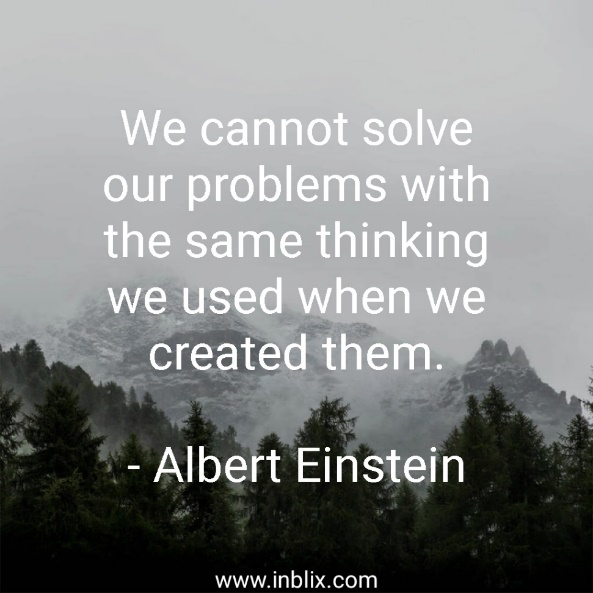 We cannot solve
our problems with
the same thinking
we used when we
created them.
- Albert Einstein
www.inblix.com